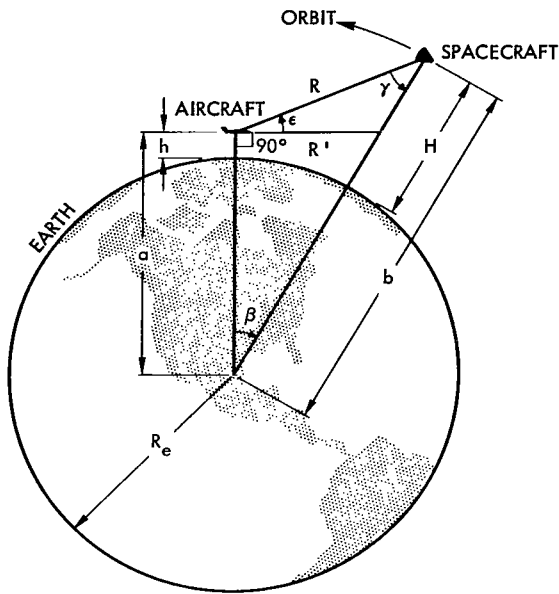 ORBIT
SPACECRAFT
R
γ
AIRCRAFT
ϵ
h
90°
R'
H
EARTH
a
b
β
Rₑ